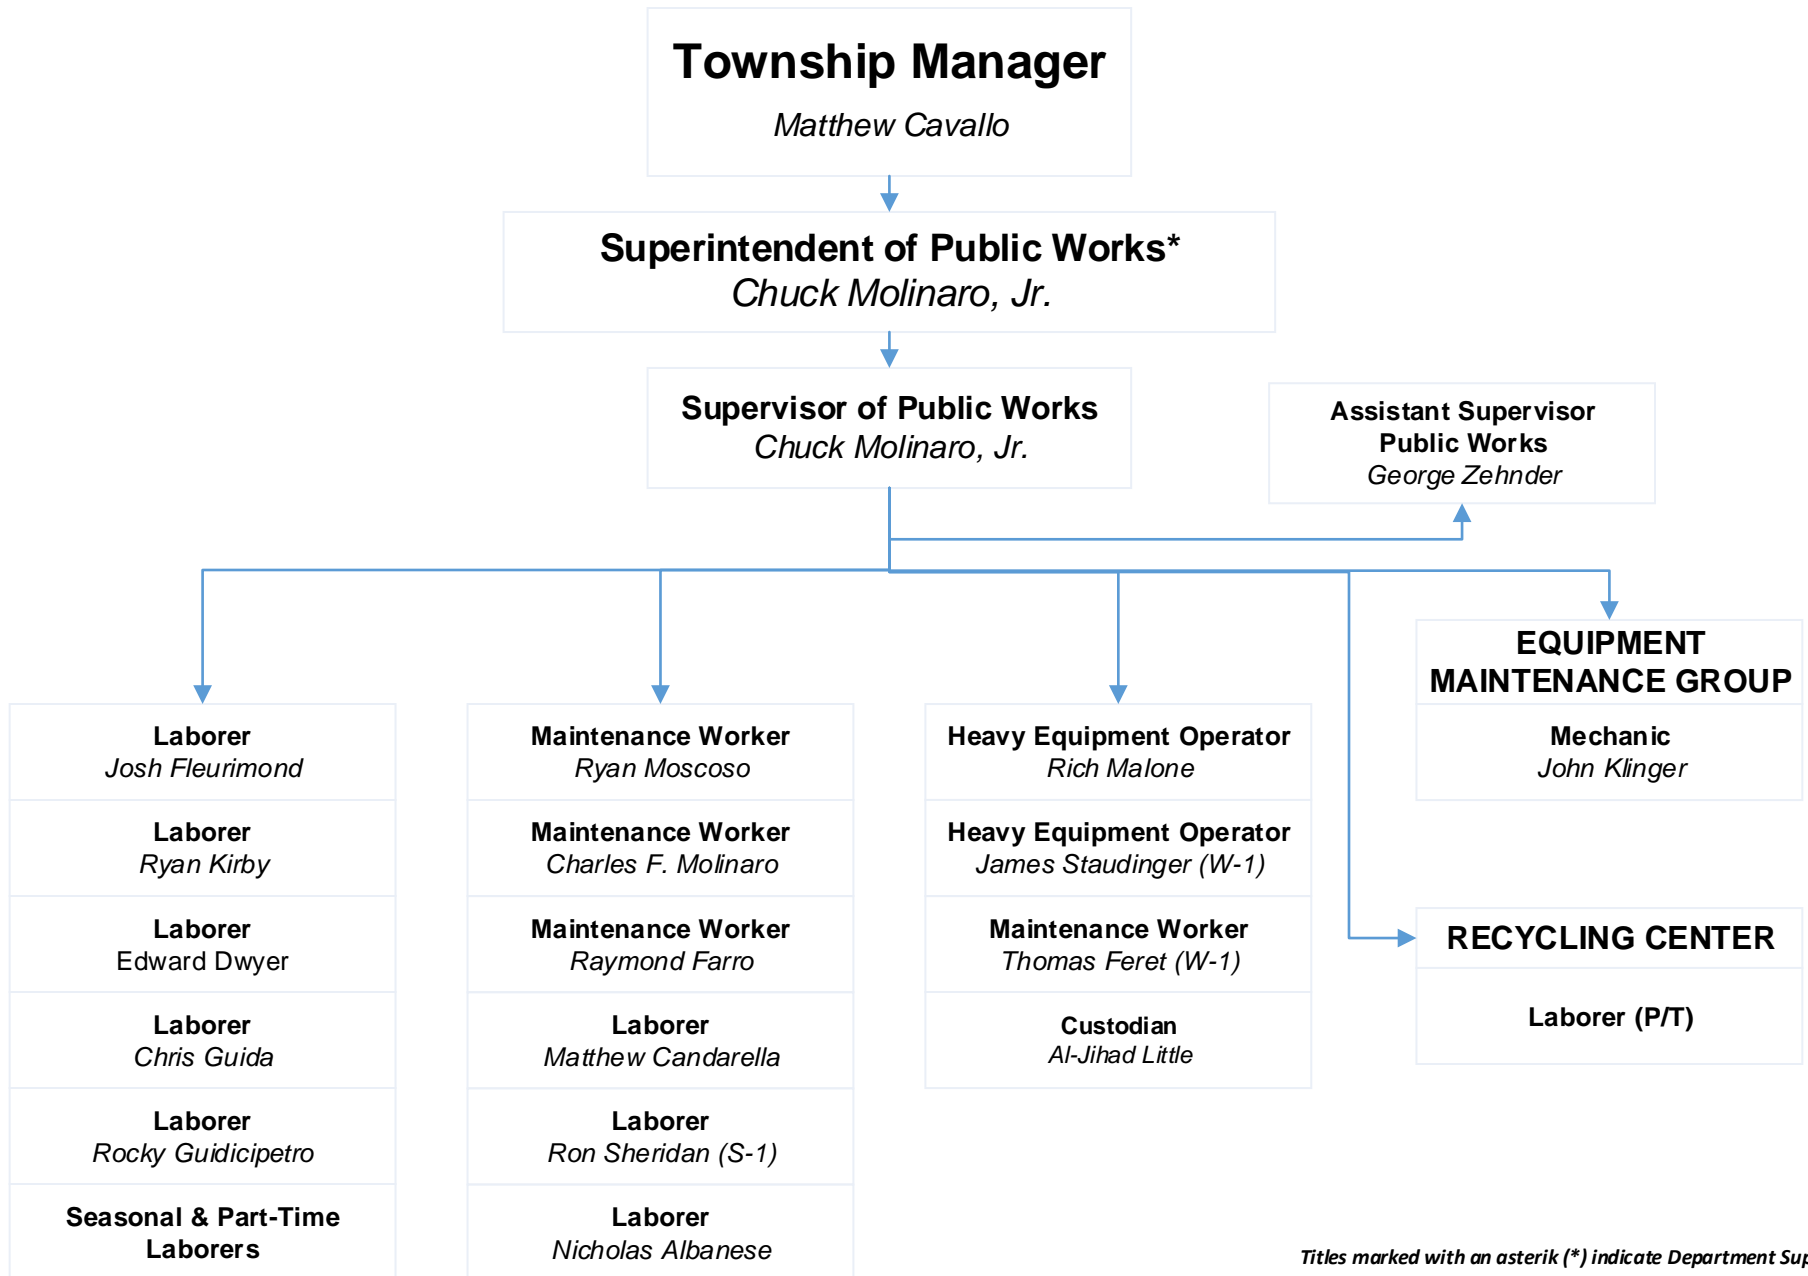 Township Manager
Matthew Cavallo
Superintendent of Public Works*
Chuck Molinaro, Jr.
Supervisor of Public Works
Chuck Molinaro, Jr.
Assistant Supervisor
Public Works
George Zehnder
Laborer
Josh Fleurimond
Laborer
Ryan Kirby
Laborer
Edward Dwyer
Laborer
Chris Guida
Laborer
Rocky Guidicipetro
Seasonal & Part-Time
Laborers
Maintenance Worker
Ryan Moscoso
Maintenance Worker
Charles F. Molinaro
Maintenance Worker
Raymond Farro
Laborer
Matthew Candarella
Laborer
Ron Sheridan (S-1)
Laborer
Nicholas Albanese
Heavy Equipment Operator
Rich Malone
Heavy Equipment Operator
James Staudinger (W-1)
Maintenance Worker
Thomas Feret (W-1)
Custodian
Al-Jihad Little
EQUIPMENT
MAINTENANCE GROUP
Mechanic
John Klinger
RECYCLING CENTER
Laborer (P/T)
Titles marked with an asterik (*) indicate Department Sup